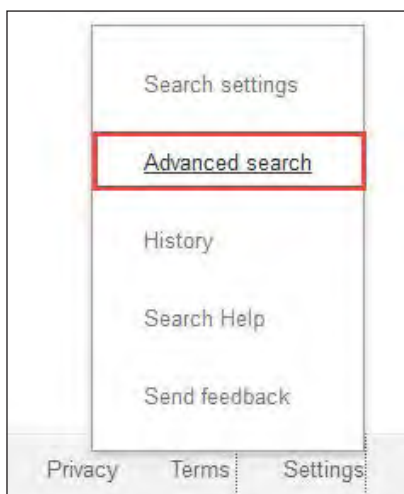 Search settings
Advanced search
History
Search Help
Send feedback
Privacy Terms Settings